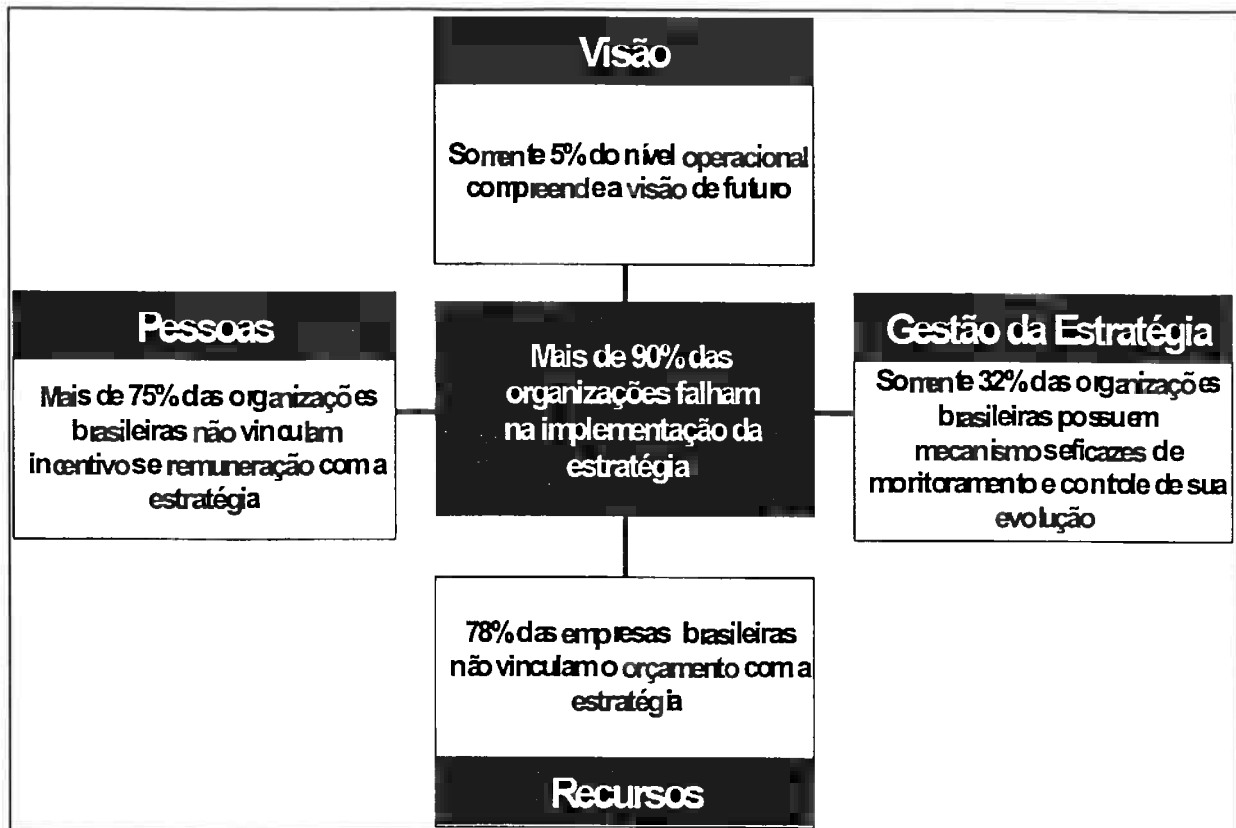 Visão
Somente 5% do nível operacional
compreende a visão de futuro
Pessoas
Mais de 75% das organizações
brasileiras não vinculam
incentivos e remuneração com a
estratégia
Mais de 90% das
organizações falham
na implementação da
estratégia
Gestão da Estratégia
Somente 32% das organizações
brasileiras possuem
mecanismos eficazes de
monitoramento e controle de sua
evolução
78% das empresas brasileiras
não vinculam o orçamento com a
estratégia
Recursos